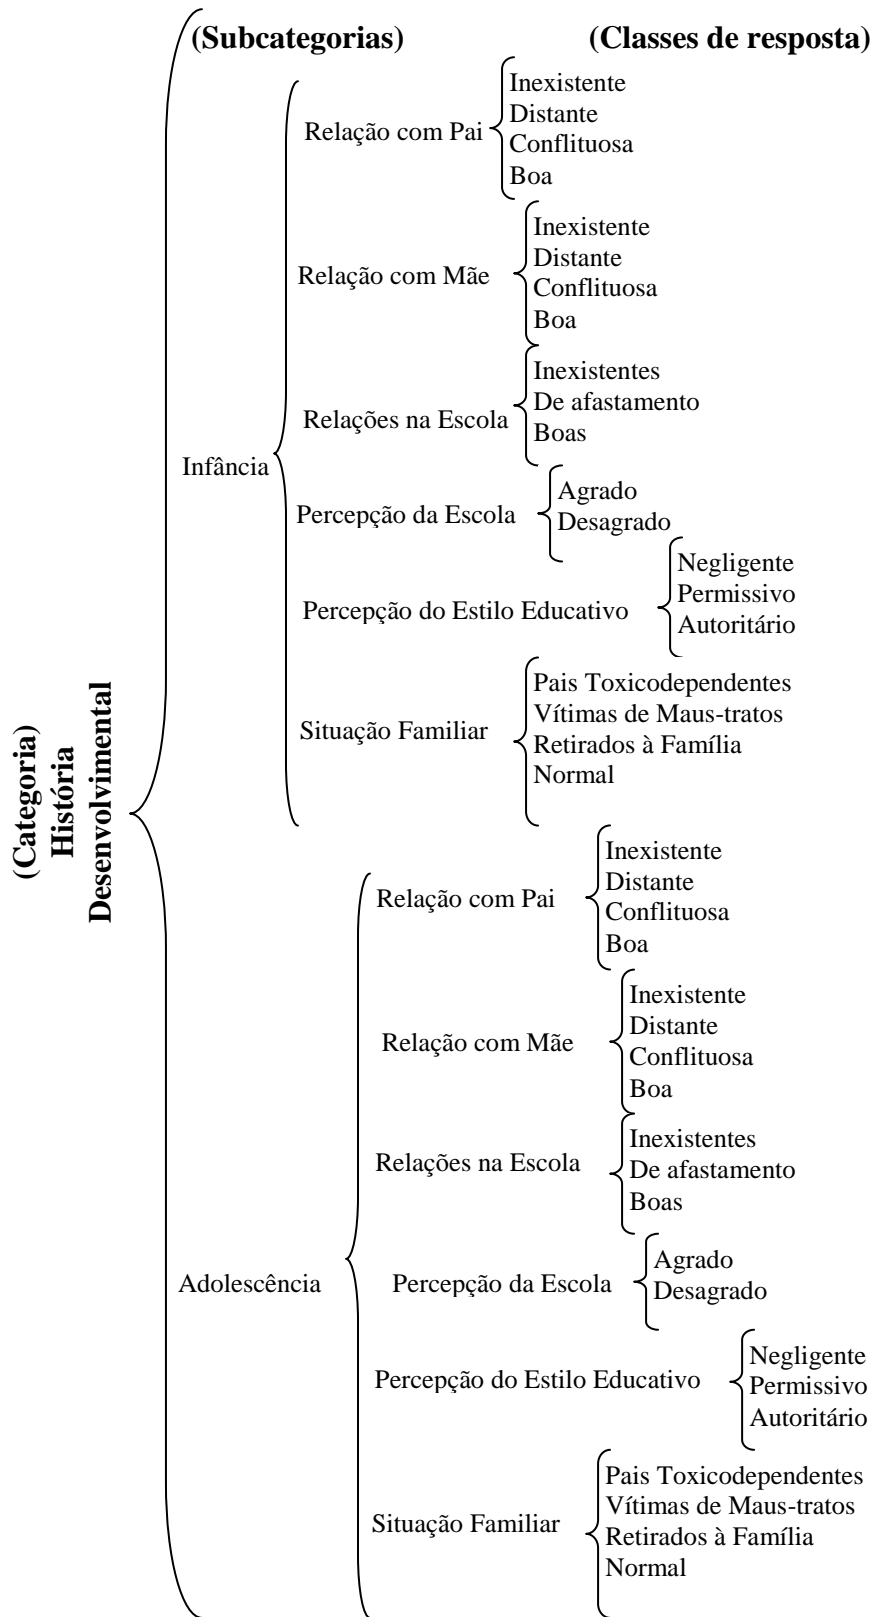 (Subcategorias) (Classes de resposta)
((Categoria)
História
Desenvolvimental
Infância
Relação com Pai
Inexistente
Distante
Conflituosa
Boa
Relação com Mãe
Inexistente
Distante
Conflituosa
Boa
Relações na Escola
Inexistentes
De afastamento
Boas
Percepção da Escola
Agrado
Desagrado
Percepção do Estilo Educativo
Negligente
Permissivo
Autoritário
Situação Familiar
Pais Toxicodependentes
Vítimas de Maus-tratos
Retirados à Família
Normal
Adolescência
Relação com Pai
Inexistente
Distante
Conflituosa
Boa
Relação com Mãe
Inexistente
Distante
Conflituosa
Boa
Relações na Escola
Inexistentes
De afastamento
Boas
Percepção da Escola
Agrado
Desagrado
Percepção do Estilo Educativo
Negligente
Permissivo
Autoritário
Situação Familiar
Pais Toxicodependentes
Vítimas de Maus-tratos
Retirados à Família
Normal